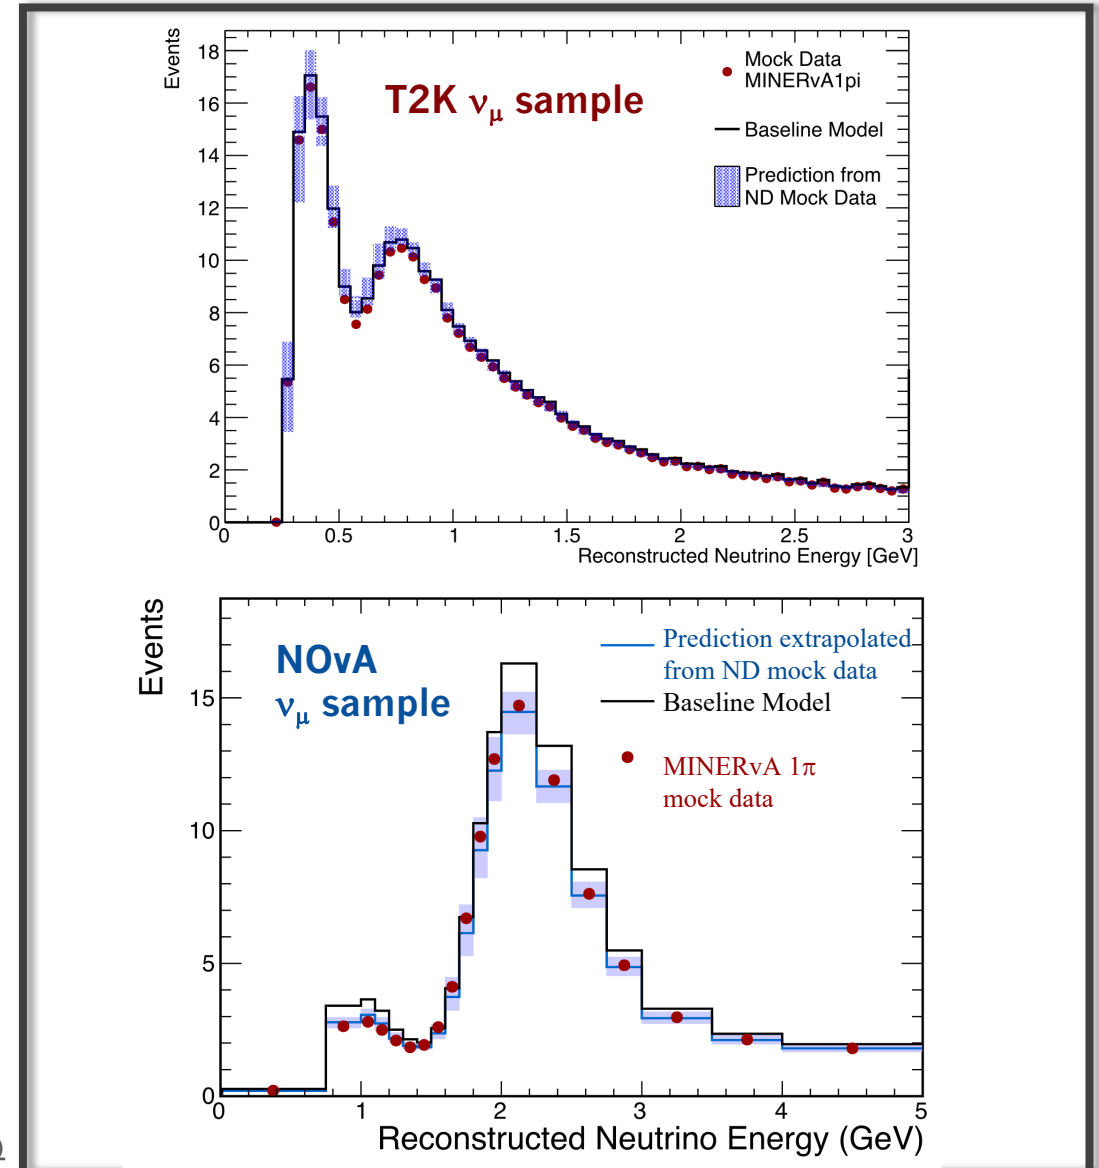 Events
18
16
14
12
10
8
6
4
2
0
T2K νμ sample
Mock Data
MINERvA1pi
Baseline Model
Prediction from
ND Mock Data
0 0.5 1 1.5 2 2.5 3
Reconstructed Neutrino Energy [GeV]
Events
15
10
5
0
NOvA
νμ sample
Prediction extrapolated
from ND mock data
Baseline Model
MINERvA 1π
mock data
0 1 2 3 4 5
Reconstructed Neutrino Energy (GeV)